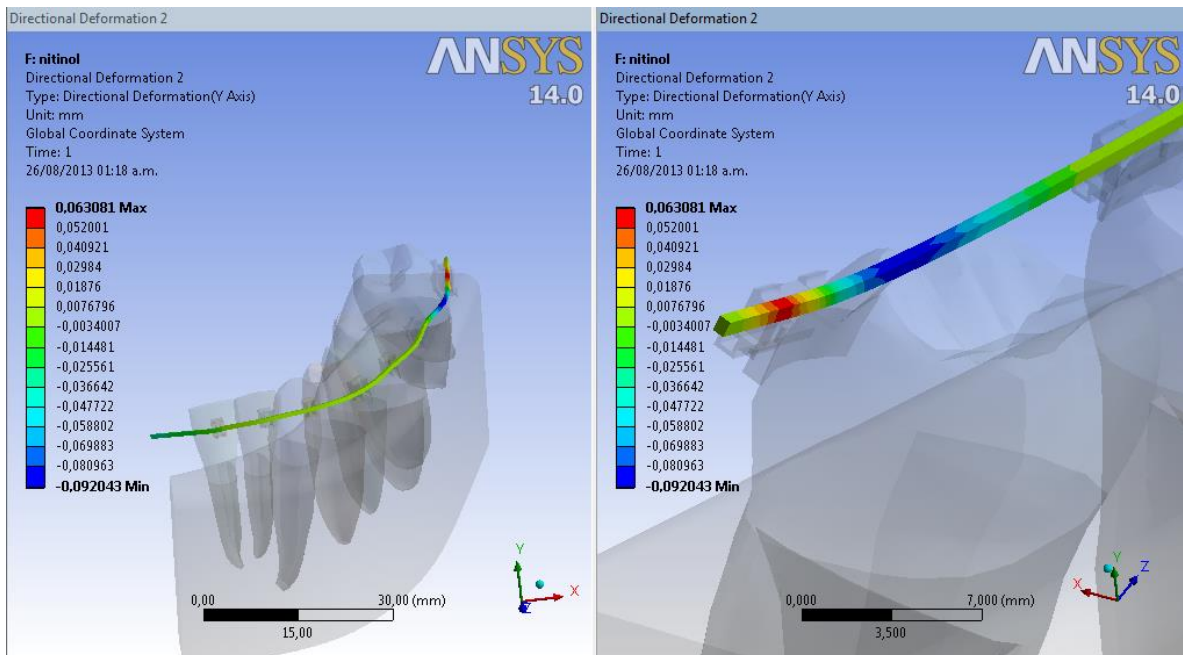 Directional Deformation 2
F: nitinol
Directional Deformation 2
Type: Directional Deformation(Y Axis)
Unit: mm
Global Coordinate System
Time: 1
26/08/2013 01:18 a.m.
ANSYS
14.0
0,063081 Max
0,052001
0,040921
0,02984
0,01876
0,0076796
-0,0034007
-0,014481
-0,025561
-0,036642
-0,047722
-0,058802
-0,069883
-0,080963
-0,092043 Min
0,00
30,00 (mm)
15,00
Y
X
Z
Directional Deformation 2
F: nitinol
Directional Deformation 2
Type: Directional Deformation(Y Axis)
Unit: mm
Global Coordinate System
Time: 1
26/08/2013 01:18 a.m.
ANSYS
14.0
0,063081 Max
0,052001
0,040921
0,02984
0,01876
0,0076796
-0,0034007
-0,014481
-0,025561
-0,036642
-0,047722
-0,058802
-0,069883
-0,080963
-0,092043 Min
0,000
7,000 (mm)
3,500
Y
Z
X